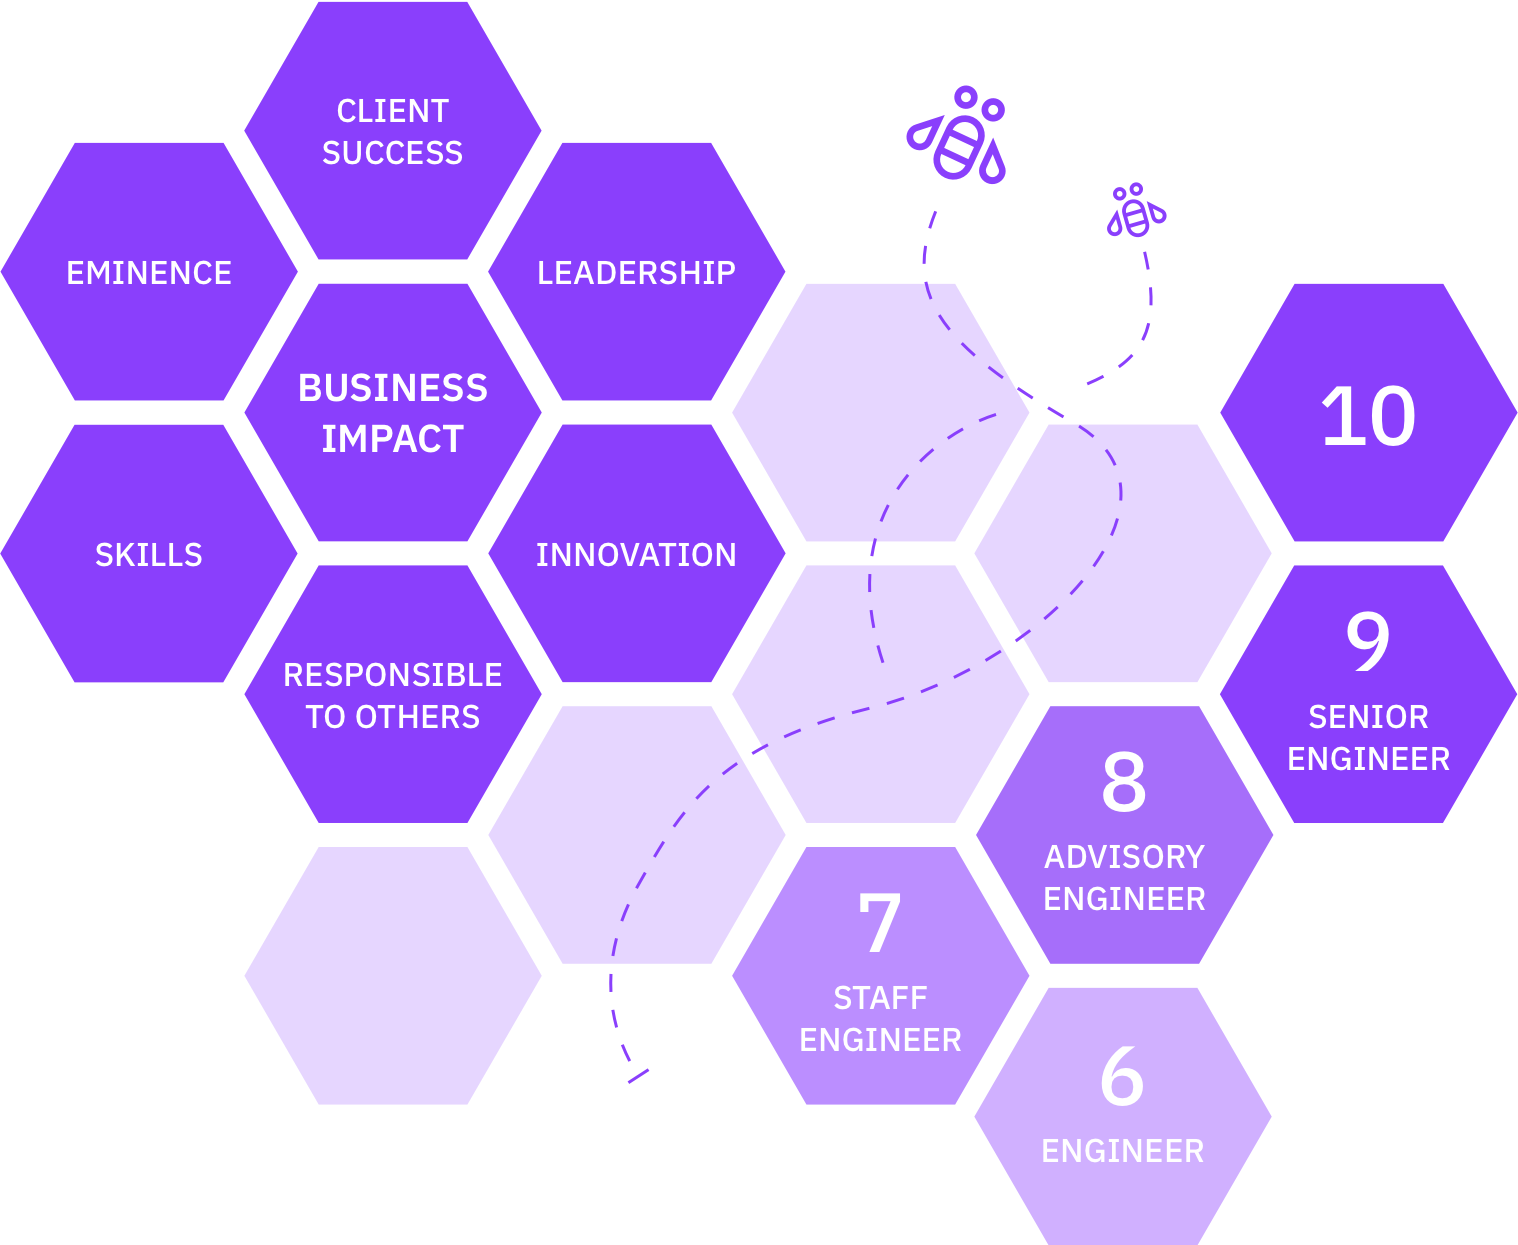 CLIENT
SUCCESS
EMINENCE
LEADERSHIP
BUSINESS
IMPACT
SKILLS
INNOVATION
RESPONSIBLE
TO OTHERS
10
9
SENIOR
ENGINEER
8
ADVISORY
ENGINEER
7
STAFF
ENGINEER
6
ENGINEER